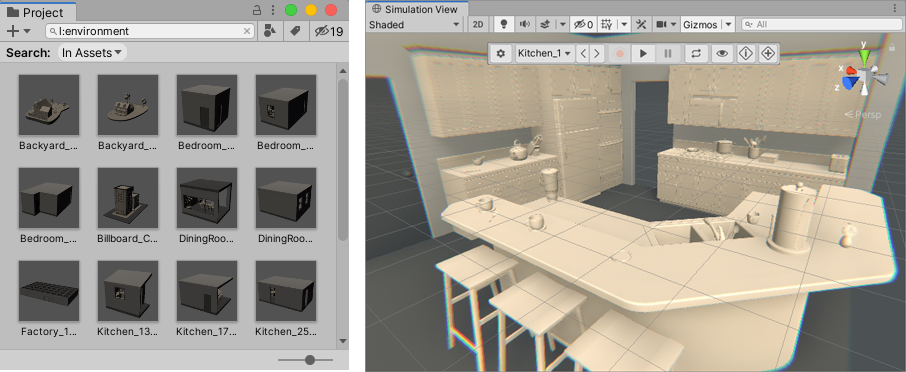 Project
l:environment
19
Search: In Assets
Backyard_... Backyard_... Bedroom_... Bedroom_...
Bedroom_... Billboard_C... DiningRoo... DiningRoo...
Factory_1... Kitchen_13... Kitchen_17... Kitchen_25...
Simulation View
Shaded 2D 0 Gizmos All
Kitchen_1
y
x
z
Persp